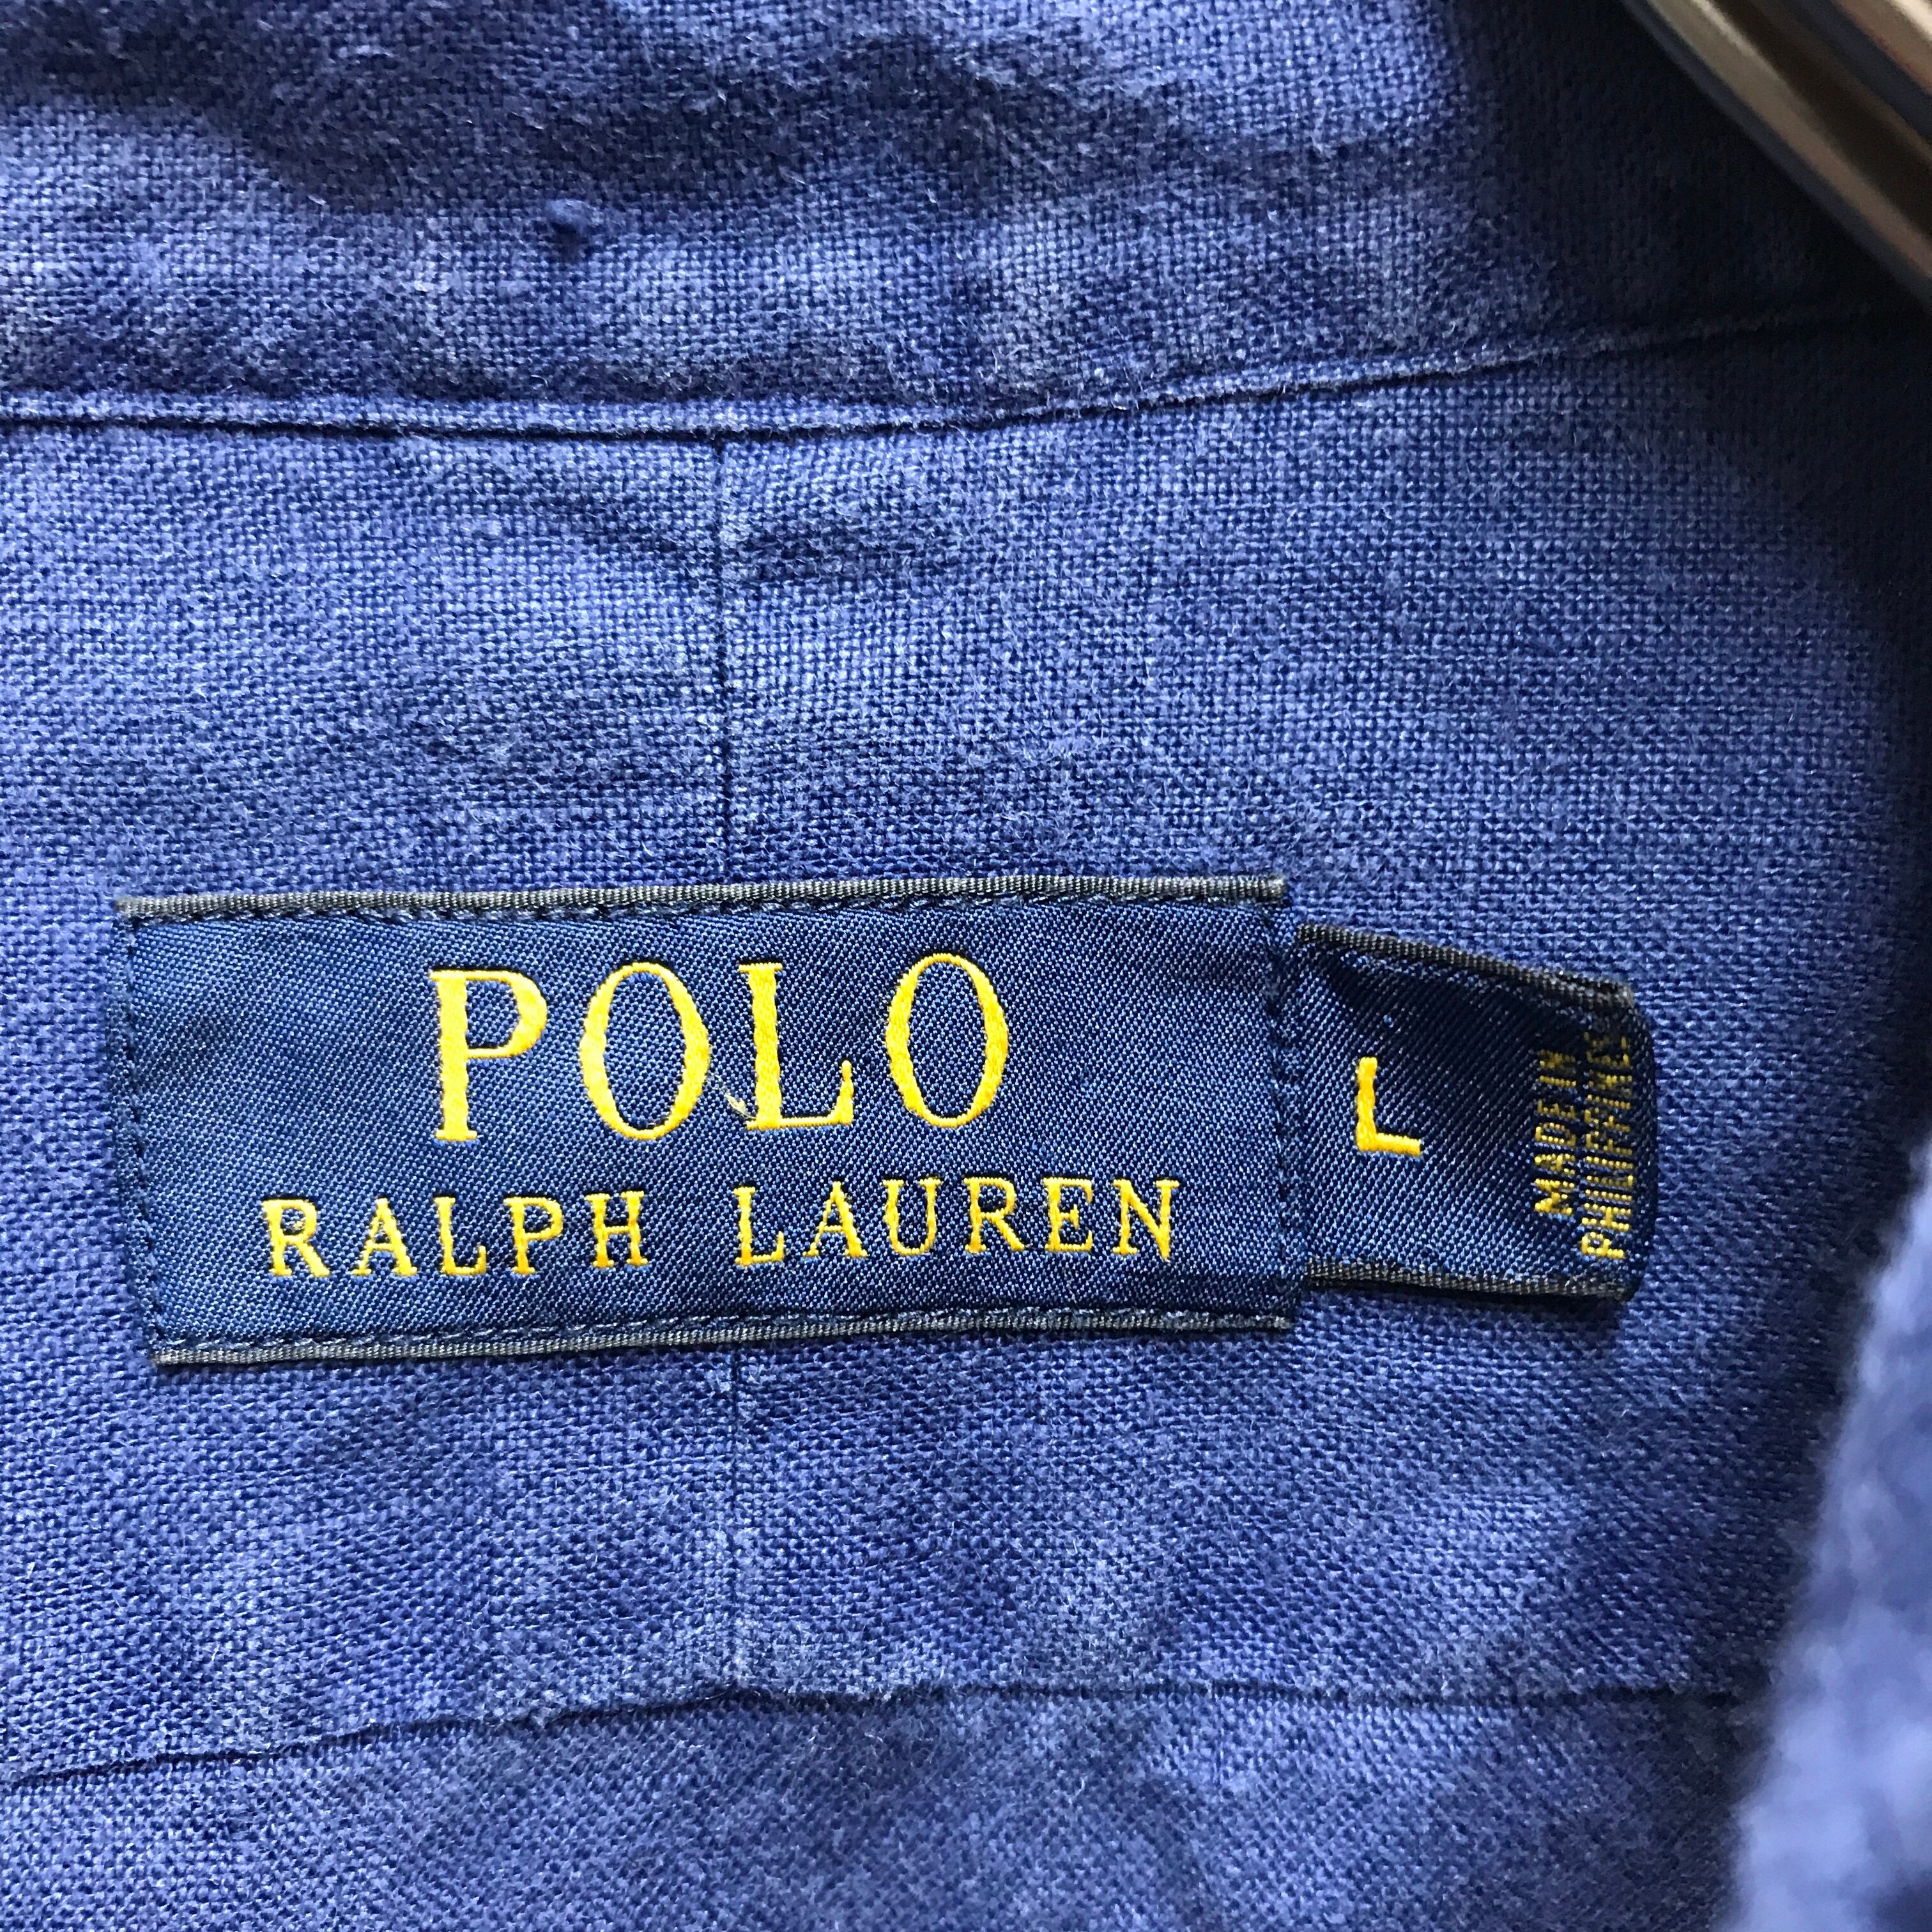 POLO
RALPH LAUREN
L
MADE IN
PHILIPPINES